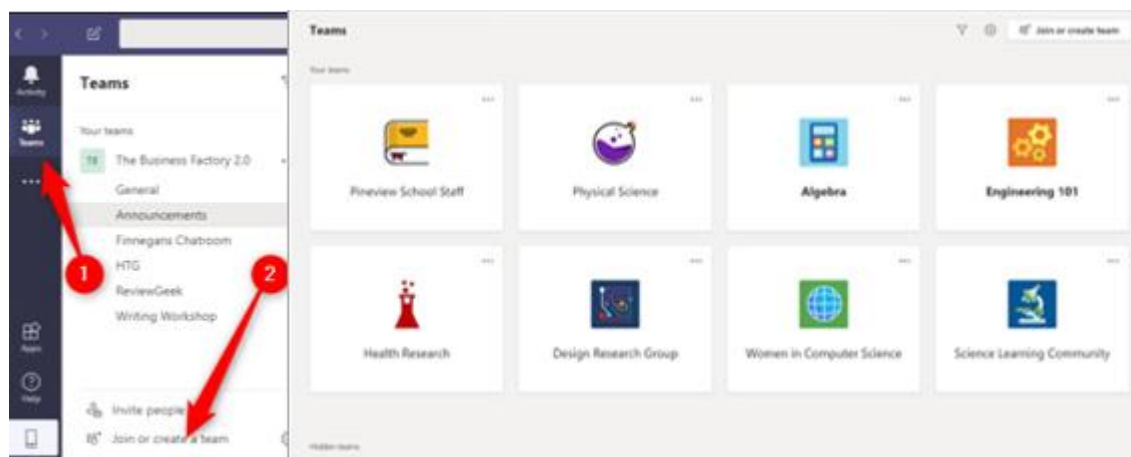 Activity
Teams
Apps
Help
Teams
Your teams
TB The Business Factory 2.0
General
Announcements
Finnegans Chatroom
HTG
ReviewGeek
Writing Workshop
Invite people
Join or create a team
1
2
Teams
Join or create team
Your teams
Pineview School Staff
Physical Science
Algebra
Engineering 101
Health Research
Design Research Group
Women in Computer Science
Science Learning Community
Hidden teams